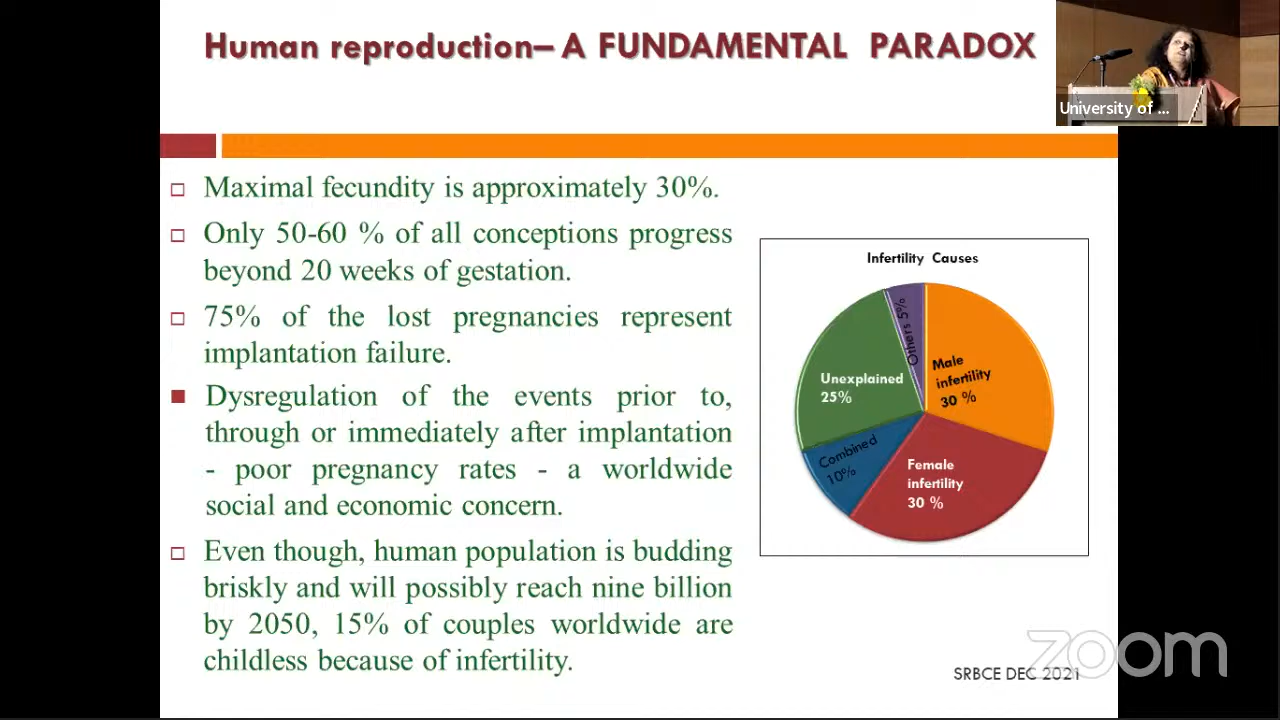 Human reproduction– A FUNDAMENTAL PARADOX
University of ...
Maximal fecundity is approximately 30%.
Only 50-60 % of all conceptions progress
beyond 20 weeks of gestation.
75% of the lost pregnancies represent
implantation failure.
Dysregulation of the events prior to,
through or immediately after implantation
- poor pregnancy rates - a worldwide
social and economic concern.
Even though, human population is budding
briskly and will possibly reach nine billion
by 2050, 15% of couples worldwide are
childless because of infertility.
Infertility Causes
Others 5%
Male
infertility
30 %
Unexplained
25%
Combined
10%
Female
infertility
30 %
zoom
SRBCE DEC 2021